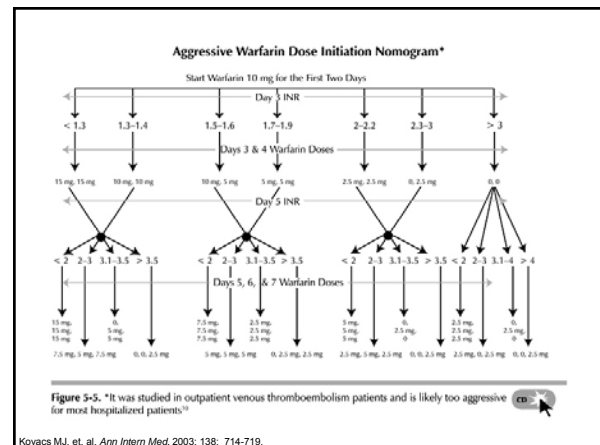 Aggressive Warfarin Dose Initiation Nomogram*
Start Warfarin 10 mg for the First Two Days
Day 3 INR
< 1.3 1.3–1.4 1.5–1.6 1.7–1.9 2–2.2 2.3–3 > 3
Days 3 & 4 Warfarin Doses
15 mg, 15 mg 10 mg, 10 mg 10 mg, 5 mg 5 mg, 5 mg 2.5 mg, 2.5 mg 0, 2.5 mg 0, 0
Day 5 INR
< 2 2–3 3.1–3.5 > 3.5 < 2 2–3 3.1–3.5 > 3.5 < 2 2–3 3.1–3.5 > 3.5 < 2 2–3 3.1–4 > 4
Days 5, 6, & 7 Warfarin Doses
15 mg, 0, 7.5 mg, 2.5 mg, 5 mg, 0, 2.5 mg, 0,
15 mg, 5 mg, 7.5 mg, 2.5 mg, 5 mg, 2.5 mg, 2.5 mg, 2.5 mg,
15 mg 5 mg 7.5 mg 2.5 mg 5 mg 0 2.5 mg 0
7.5 mg, 5 mg, 7.5 mg 0, 0, 2.5 mg 5 mg, 5 mg, 5 mg 0, 2.5 mg, 2.5 mg 2.5 mg, 5 mg, 2.5 mg 0, 0, 2.5 mg 2.5 mg, 0, 2.5 mg 0, 0, 2.5 mg
Figure 5-5. *It was studied in outpatient venous thromboembolism patients and is likely too aggressive
for most hospitalized patients¹⁰
CD
Kovacs MJ, et. al. Ann Intern Med. 2003; 138: 714-719.